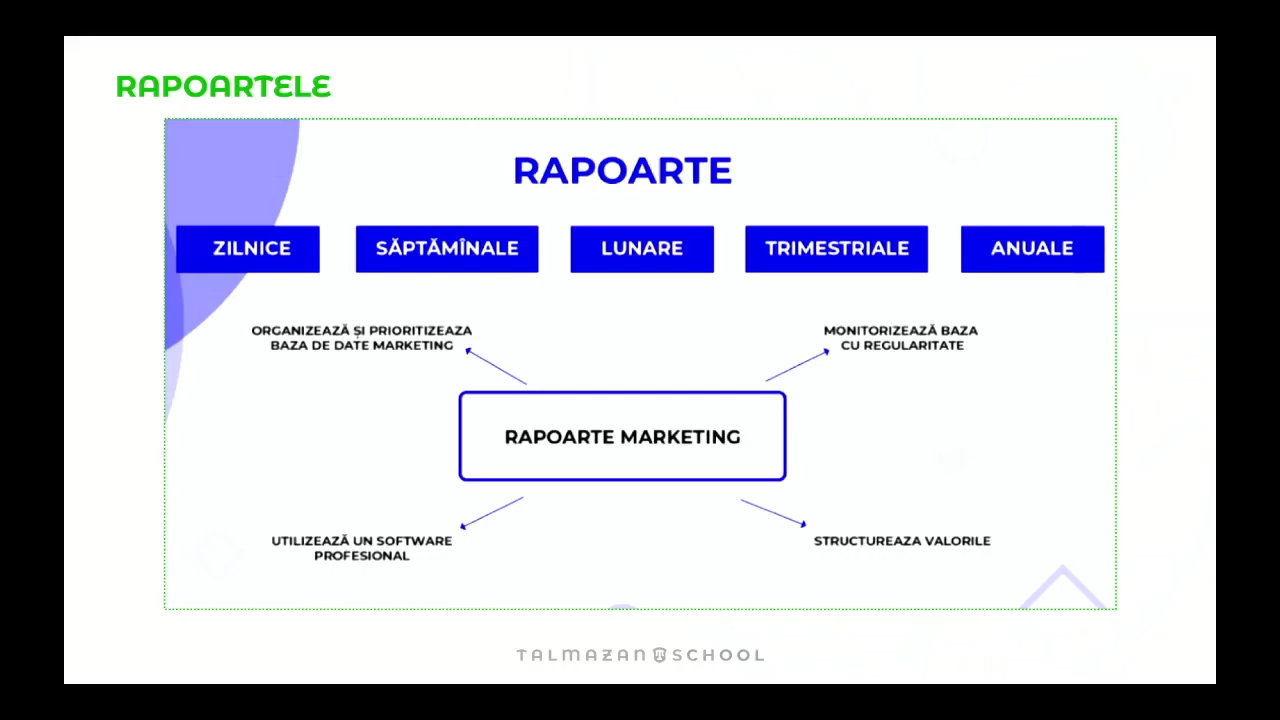 RAPOARTELE
RAPOARTE
ZILNICE
SĂPTĂMÎNALE
LUNARE
TRIMESTRIALE
ANUALE
ORGANIZEAZĂ ȘI PRIORITIZEAZA
BAZA DE DATE MARKETING
MONITORIZEAZĂ BAZA
CU REGULARITATE
RAPOARTE MARKETING
UTILIZEAZĂ UN SOFTWARE
PROFESIONAL
STRUCTUREAZA VALORILE
TALMAZAN SCHOOL